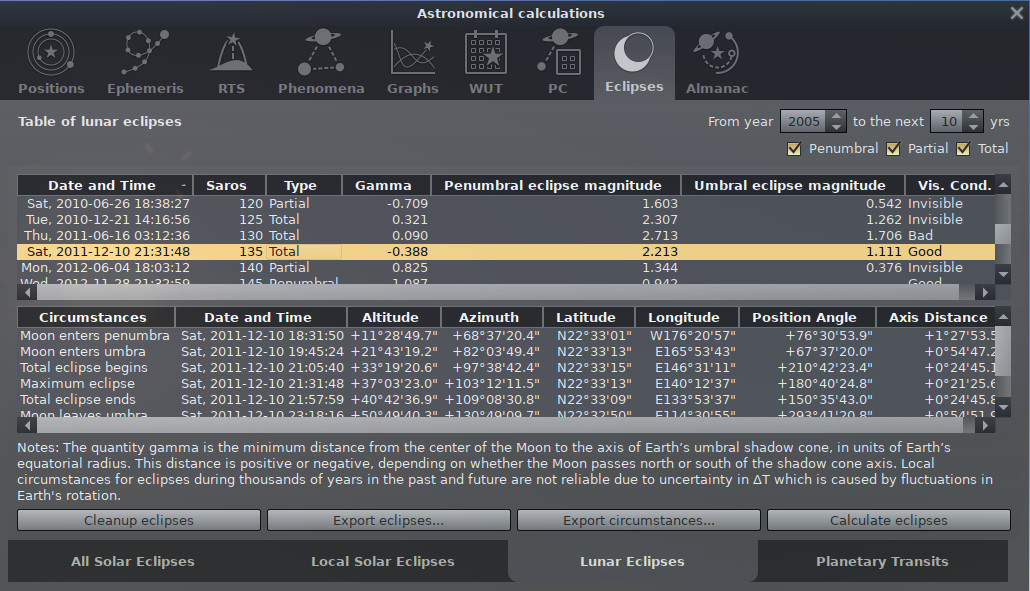 Astronomical calculations
Positions Ephemeris RTS Phenomena Graphs WUT PC Eclipses Almanac
Table of lunar eclipses From year 2005 to the next 10 yrs
Penumbral Partial Total
Date and Time Saros Type Gamma Penumbral eclipse magnitude Umbral eclipse magnitude Vis. Cond.
Sat, 2010-06-26 18:38:27 120 Partial -0.709 1.603 0.542 Invisible
Tue, 2010-12-21 14:16:56 125 Total 0.321 2.307 1.262 Invisible
Thu, 2011-06-16 03:12:36 130 Total 0.090 2.713 1.706 Bad
Sat, 2011-12-10 21:31:48 135 Total -0.388 2.213 1.111 Good
Mon, 2012-06-04 18:03:12 140 Partial 0.825 1.344 0.376 Invisible
Wed, 2012-11-28 21:32:59 145 Penumbral -1.087 0.942 Good
Circumstances Date and Time Altitude Azimuth Latitude Longitude Position Angle Axis Distance
Moon enters penumbra Sat, 2011-12-10 18:31:50 +11°28'49.7" +68°37'20.4" N22°33'01" W176°20'57" +76°30'53.9" +1°27'53.5
Moon enters umbra Sat, 2011-12-10 19:45:24 +21°43'19.2" +82°03'49.4" N22°33'13" E165°53'43" +67°37'20.0" +0°54'47.2
Total eclipse begins Sat, 2011-12-10 21:05:40 +33°19'20.6" +97°38'42.4" N22°33'15" E146°31'11" +210°42'23.4" +0°24'45.1
Maximum eclipse Sat, 2011-12-10 21:31:48 +37°03'23.0" +103°12'11.5" N22°33'13" E140°12'37" +180°40'24.8" +0°21'25.6
Total eclipse ends Sat, 2011-12-10 21:57:59 +40°42'36.9" +109°08'30.8" N22°33'09" E133°53'37" +150°35'43.0" +0°24'45.8
Moon leaves umbra Sat, 2011-12-10 23:18:16 +50°49'40.3" +130°49'09.7" N22°32'50" E114°30'55" +293°41'20.8" +0°54'51.9
Notes: The quantity gamma is the minimum distance from the center of the Moon to the axis of Earth’s umbral shadow cone, in units of Earth’s
equatorial radius. This distance is positive or negative, depending on whether the Moon passes north or south of the shadow cone axis. Local
circumstances for eclipses during thousands of years in the past and future are not reliable due to uncertainty in ΔT which is caused by fluctuations in
Earth's rotation.
Cleanup eclipses Export eclipses... Export circumstances... Calculate eclipses
All Solar Eclipses Local Solar Eclipses Lunar Eclipses Planetary Transits